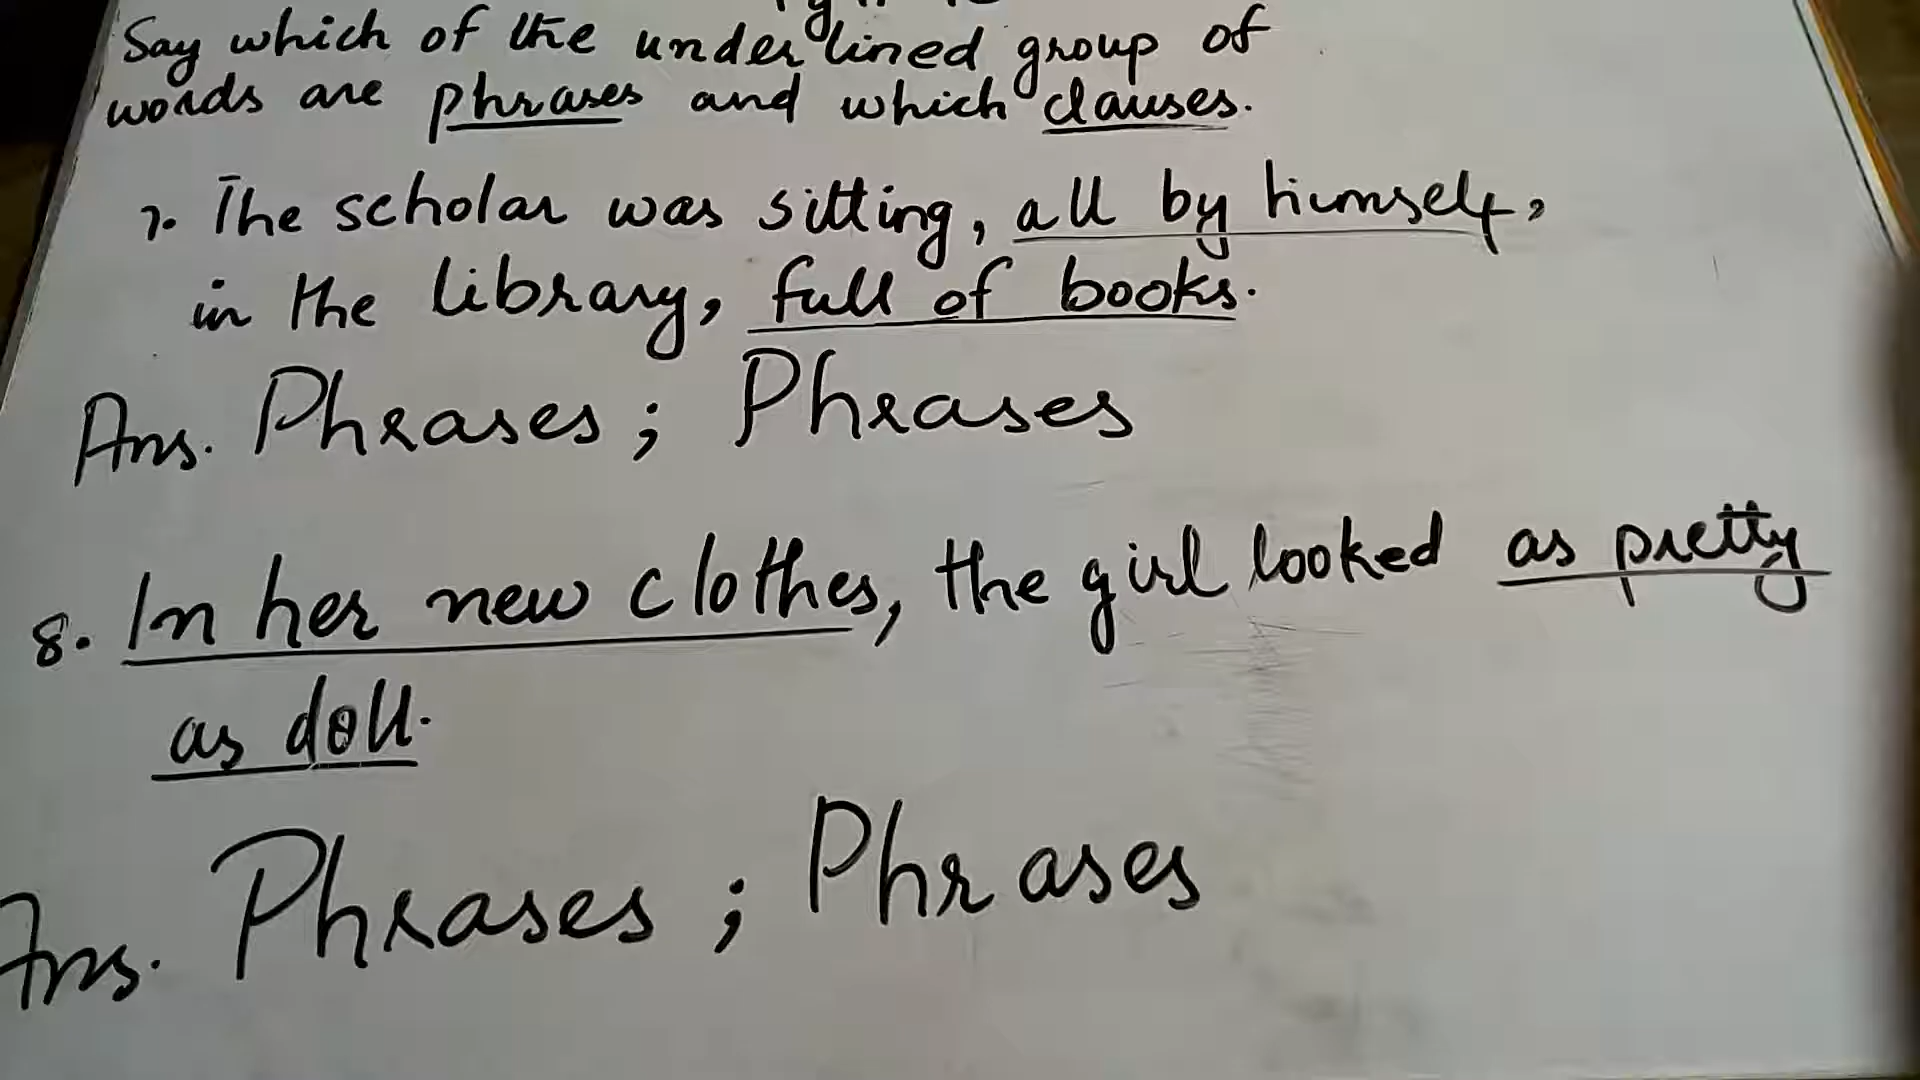 Say which of the underlined group of
words are phrases and which clauses.
7. The scholar was sitting, all by himself,
in the library, full of books.
Ans. Phrases; Phrases
8. In her new clothes, the girl looked as pretty
as doll.
Ans. Phrases; Phrases